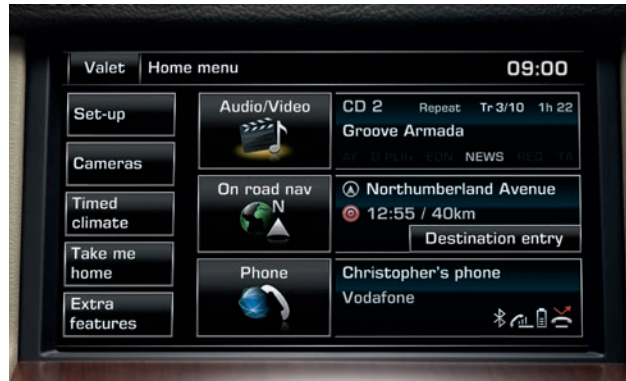 Valet Home menu 09:00
Set-up
Cameras
Timed
climate
Take me
home
Extra
features
Audio/Video
On road nav
N
Phone
CD 2 Repeat Tr 3/10 1h 22
Groove Armada
AF EON NEWS REC TA
Northumberland Avenue
12:55 / 40km
Destination entry
Christopher's phone
Vodafone